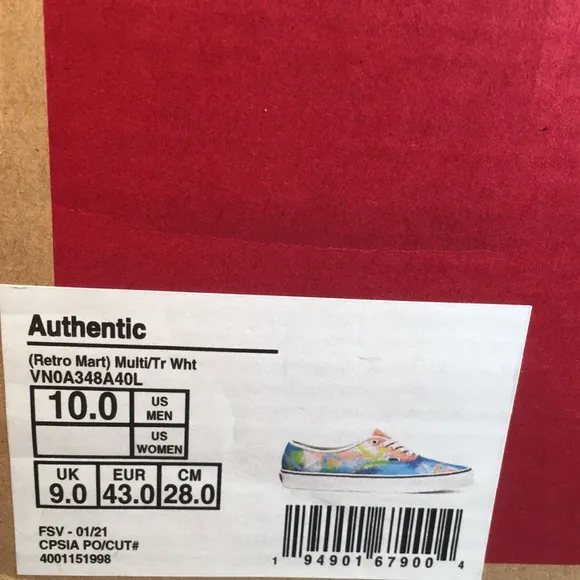 Authentic
(Retro Mart) Multi/Tr Wht
VN0A348A40L
10.0 US MEN
US WOMEN
UK EUR CM
9.0 43.0 28.0
FSV - 01/21
CPSIA PO/CUT#
4001151998
1 94901 67900 4